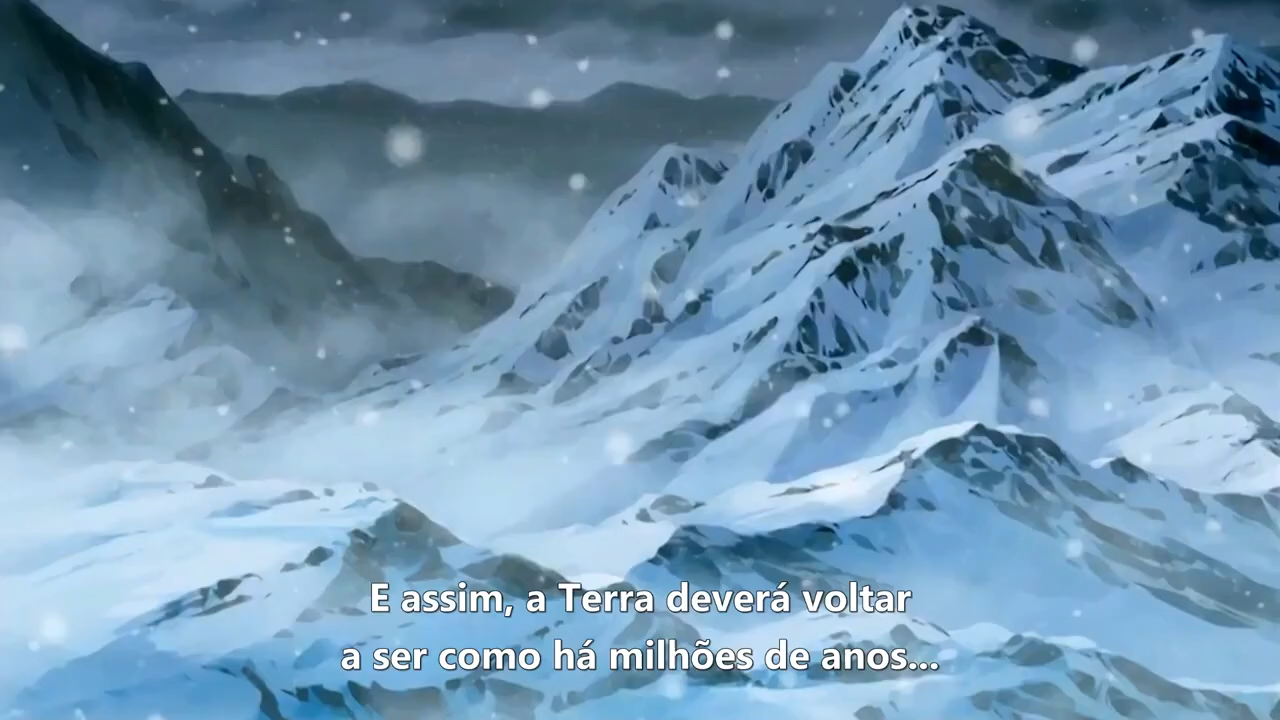 E assim, a Terra deverá voltar
a ser como há milhões de anos...